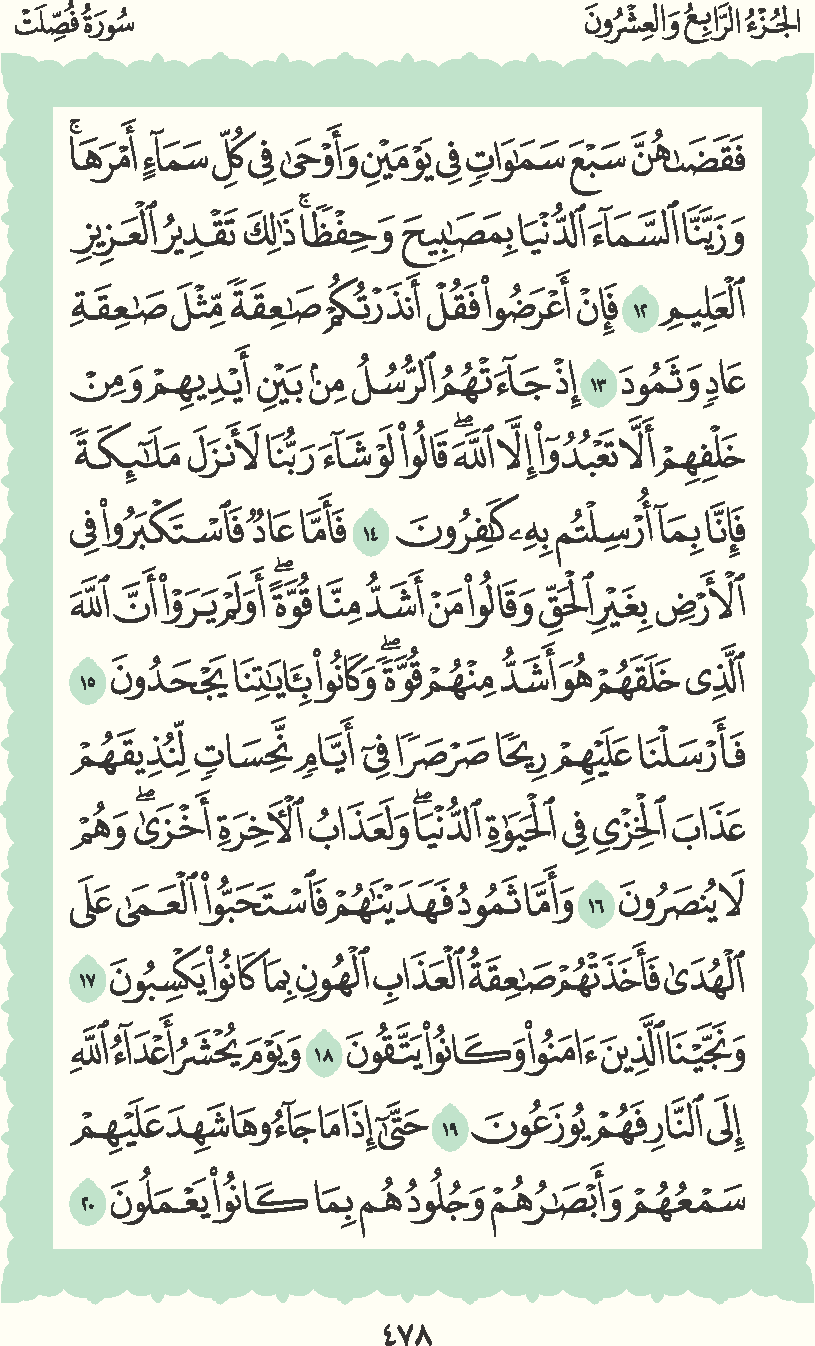 الجُزْءُ الرَّابِعُ وَالعِشْرُونَ
سُورَةُ فُصِّلَتْ
فَقَضَىٰهُنَّ سَبْعَ سَمَٰوَاتٖ فِي يَوْمَيۡنِ وَأَوۡحَىٰ فِي كُلِّ سَمَآءٍ أَمۡرَهَاۚ
وَزَيَّنَّا ٱلسَّمَآءَ ٱلدُّنۡيَا بِمَصَٰبِيحَ وَحِفۡظٗاۚ ذَٰلِكَ تَقۡدِيرُ ٱلۡعَزِيزِ
ٱلۡعَلِيمِ ١٢ فَإِنۡ أَعۡرَضُواْ فَقُلۡ أَنذَرۡتُكُمۡ صَٰعِقَةٗ مِّثۡلَ صَٰعِقَةِ
عَادٖ وَثَمُودَ ١٣ إِذۡ جَآءَتۡهُمُ ٱلرُّسُلُ مِنۢ بَيۡنِ أَيۡدِيهِمۡ وَمِنۡ
خَلۡفِهِمۡ أَلَّا تَعۡبُدُوٓاْ إِلَّا ٱللَّهَۖ قَالُواْ لَوۡ شَآءَ رَبُّنَا لَأَنزَلَ مَلَٰٓئِكَةٗ
فَإِنَّا بِمَآ أُرۡسِلۡتُم بِهِۦ كَٰفِرُونَ ١٤ فَأَمَّا عَادٞ فَٱسۡتَكۡبَرُواْ فِي
ٱلۡأَرۡضِ بِغَيۡرِ ٱلۡحَقِّ وَقَالُواْ مَنۡ أَشَدُّ مِنَّا قُوَّةًۖ أَوَلَمۡ يَرَوۡاْ أَنَّ ٱللَّهَ
ٱلَّذِي خَلَقَهُمۡ هُوَ أَشَدُّ مِنۡهُمۡ قُوَّةٗۖ وَكَانُواْ بِـَٔايَٰتِنَا يَجۡحَدُونَ ١٥
فَأَرۡسَلۡنَا عَلَيۡهِمۡ رِيحٗا صَرۡصَرٗا فِيٓ أَيَّامٖ نَّحِسَاتٖ لِّنُذِيقَهُمۡ
عَذَابَ ٱلۡخِزۡيِ فِي ٱلۡحَيَوٰةِ ٱلدُّنۡيَاۖ وَلَعَذَابُ ٱلۡأٓخِرَةِ أَخۡزَىٰۖ وَهُمۡ
لَا يُنصَرُونَ ١٦ وَأَمَّا ثَمُودُ فَهَدَيۡنَٰهُمۡ فَٱسۡتَحَبُّواْ ٱلۡعَمَىٰ عَلَى
ٱلۡهُدَىٰ فَأَخَذَتۡهُمۡ صَٰعِقَةُ ٱلۡعَذَابِ ٱلۡهُونِ بِمَا كَانُواْ يَكۡسِبُونَ ١٧
وَنَجَّيۡنَا ٱلَّذِينَ ءَامَنُواْ وَكَانُواْ يَتَّقُونَ ١٨ وَيَوۡمَ يُحۡشَرُ أَعۡدَآءُ ٱللَّهِ
إِلَى ٱلنَّارِ فَهُمۡ يُوزَعُونَ ١٩ حَتَّىٰٓ إِذَا مَا جَآءُوهَا شَهِدَ عَلَيۡهِمۡ
سَمۡعُهُمۡ وَأَبۡصَٰرُهُمۡ وَجُلُودُهُم بِمَا كَانُواْ يَعۡمَلُونَ ٢٠
٤٧٨